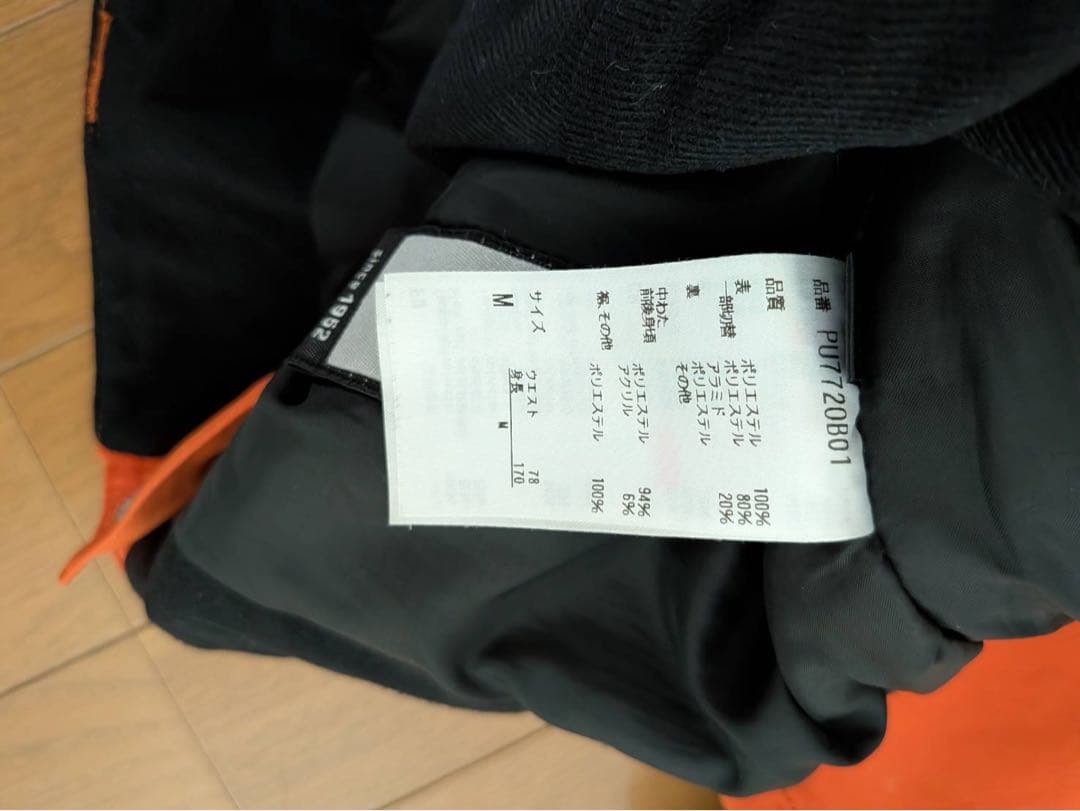 品番 PU7720B01
品質
表 ポリエステル 100%
一部切替 ポリエステル 80%
アラミド 20%
裏 ポリエステル
その他
中わた
前後身頃 ポリエステル 94%
アクリル 6%
裾、その他 ポリエステル 100%
サイズ ウエスト 78
M 身長 M 170
since 1952